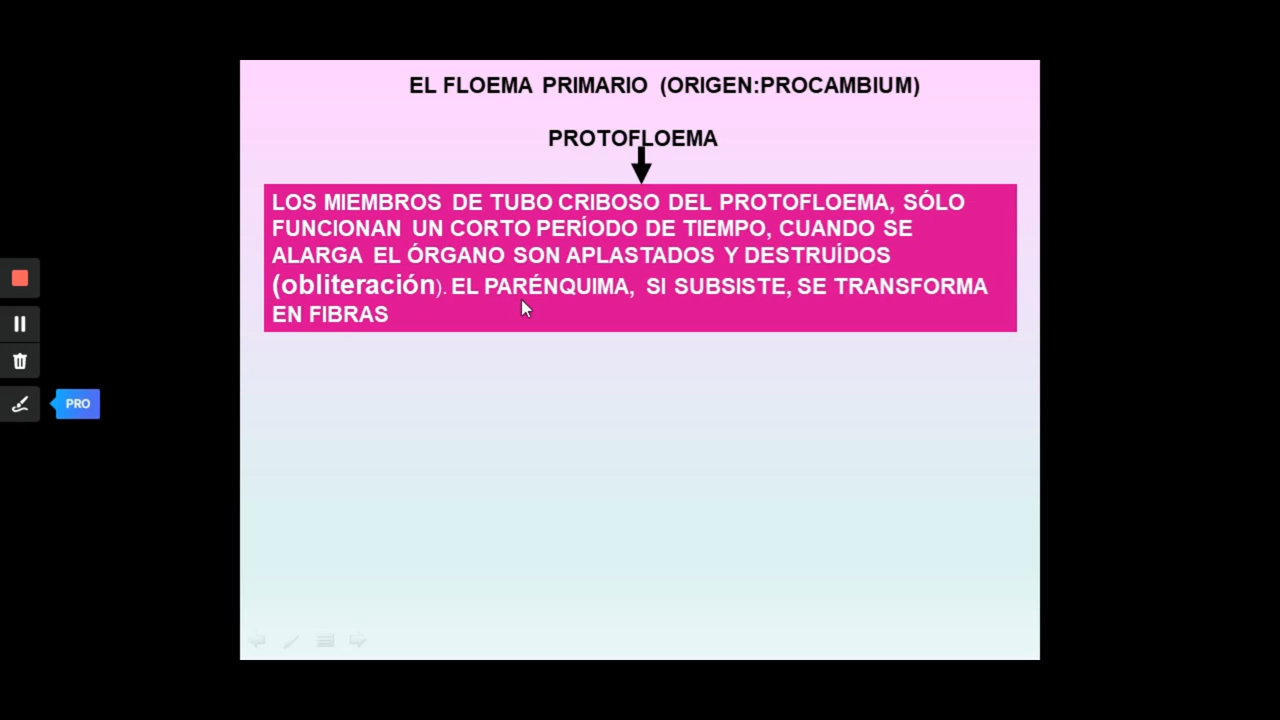 EL FLOEMA PRIMARIO (ORIGEN:PROCAMBIUM)
PROTOFLOEMA
LOS MIEMBROS DE TUBO CRIBOSO DEL PROTOFLOEMA, SÓLO
FUNCIONAN UN CORTO PERÍODO DE TIEMPO, CUANDO SE
ALARGA EL ÓRGANO SON APLASTADOS Y DESTRUÍDOS
(obliteración). EL PARÉNQUIMA, SI SUBSISTE, SE TRANSFORMA
EN FIBRAS
PRO